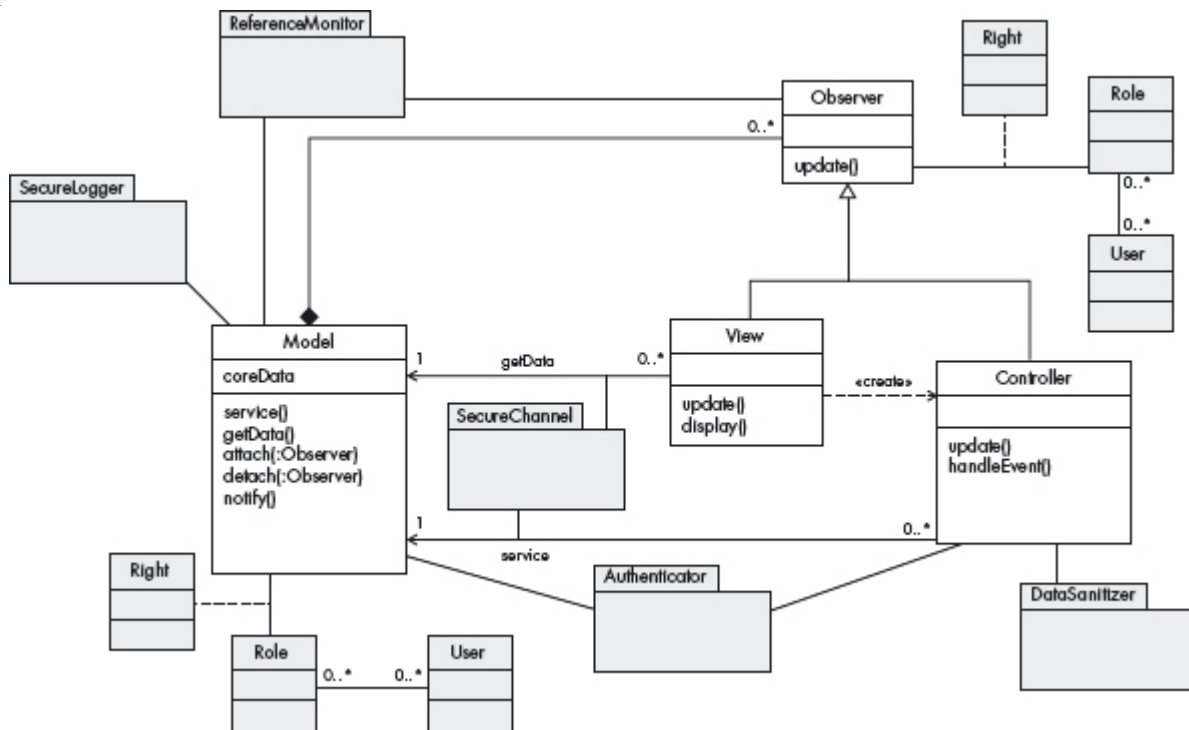 ReferenceMonitor
Right
Observer
update()
Role
0..*
0..*
User
0..*
SecureLogger
Model
coreData
service()
getData()
attach(:Observer)
detach(:Observer)
notify()
1
getData
0..*
View
update()
display()
«create»
Controller
update()
handleEvent()
SecureChannel
1
service
0..*
Right
Authenticator
DataSanitizer
Role
0..*
0..*
User